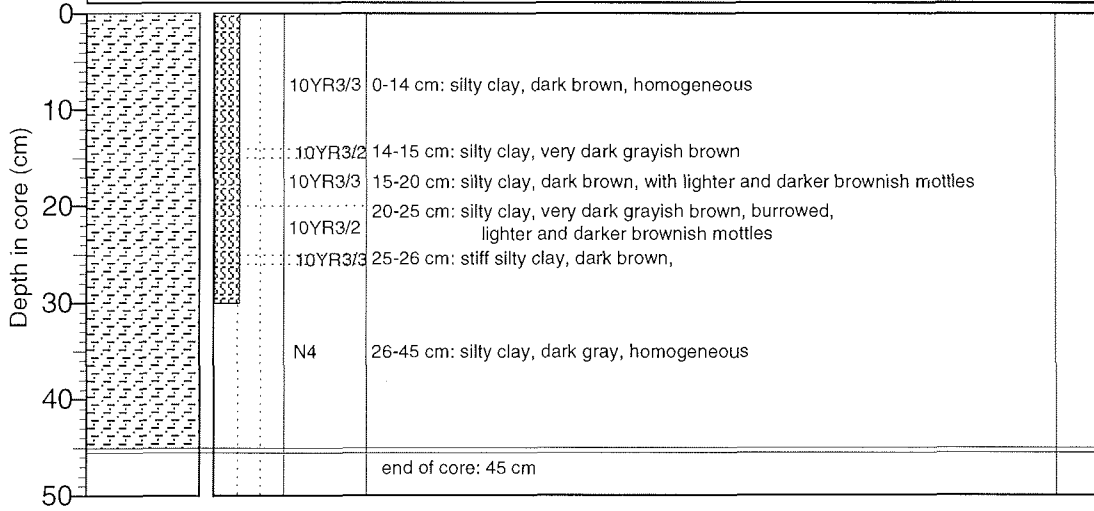 0
10YR3/3 0-14 cm: silty clay, dark brown, homogeneous
10
10YR3/2 14-15 cm: silty clay, very dark grayish brown
10YR3/3 15-20 cm: silty clay, dark brown, with lighter and darker brownish mottles
20
20-25 cm: silty clay, very dark grayish brown, burrowed,
10YR3/2
lighter and darker brownish mottles
10YR3/3 25-26 cm: stiff silty clay, dark brown,
30
N4 26-45 cm: silty clay, dark gray, homogeneous
40
end of core: 45 cm
50
Depth in core (cm)